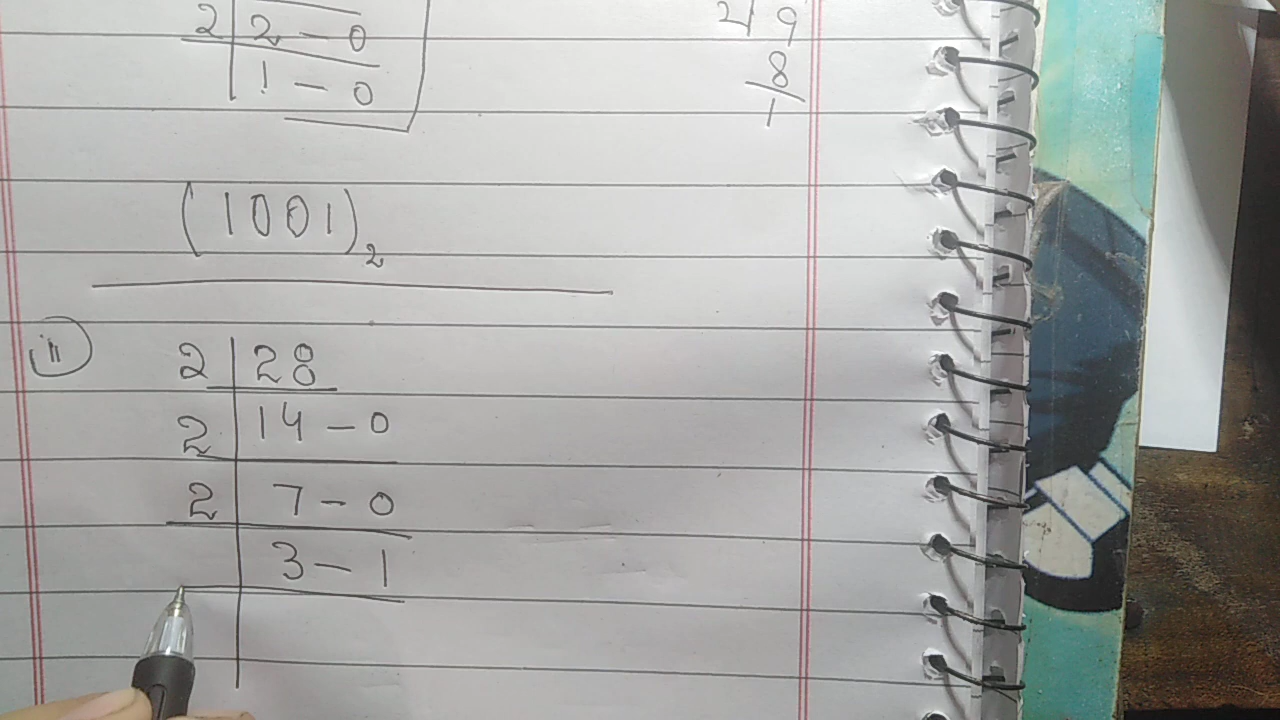 2 2 - 0
1 - 0
2 9
8
1
(1001)2
ii
2 28
2 14 - 0
2 7 - 0
3 - 1